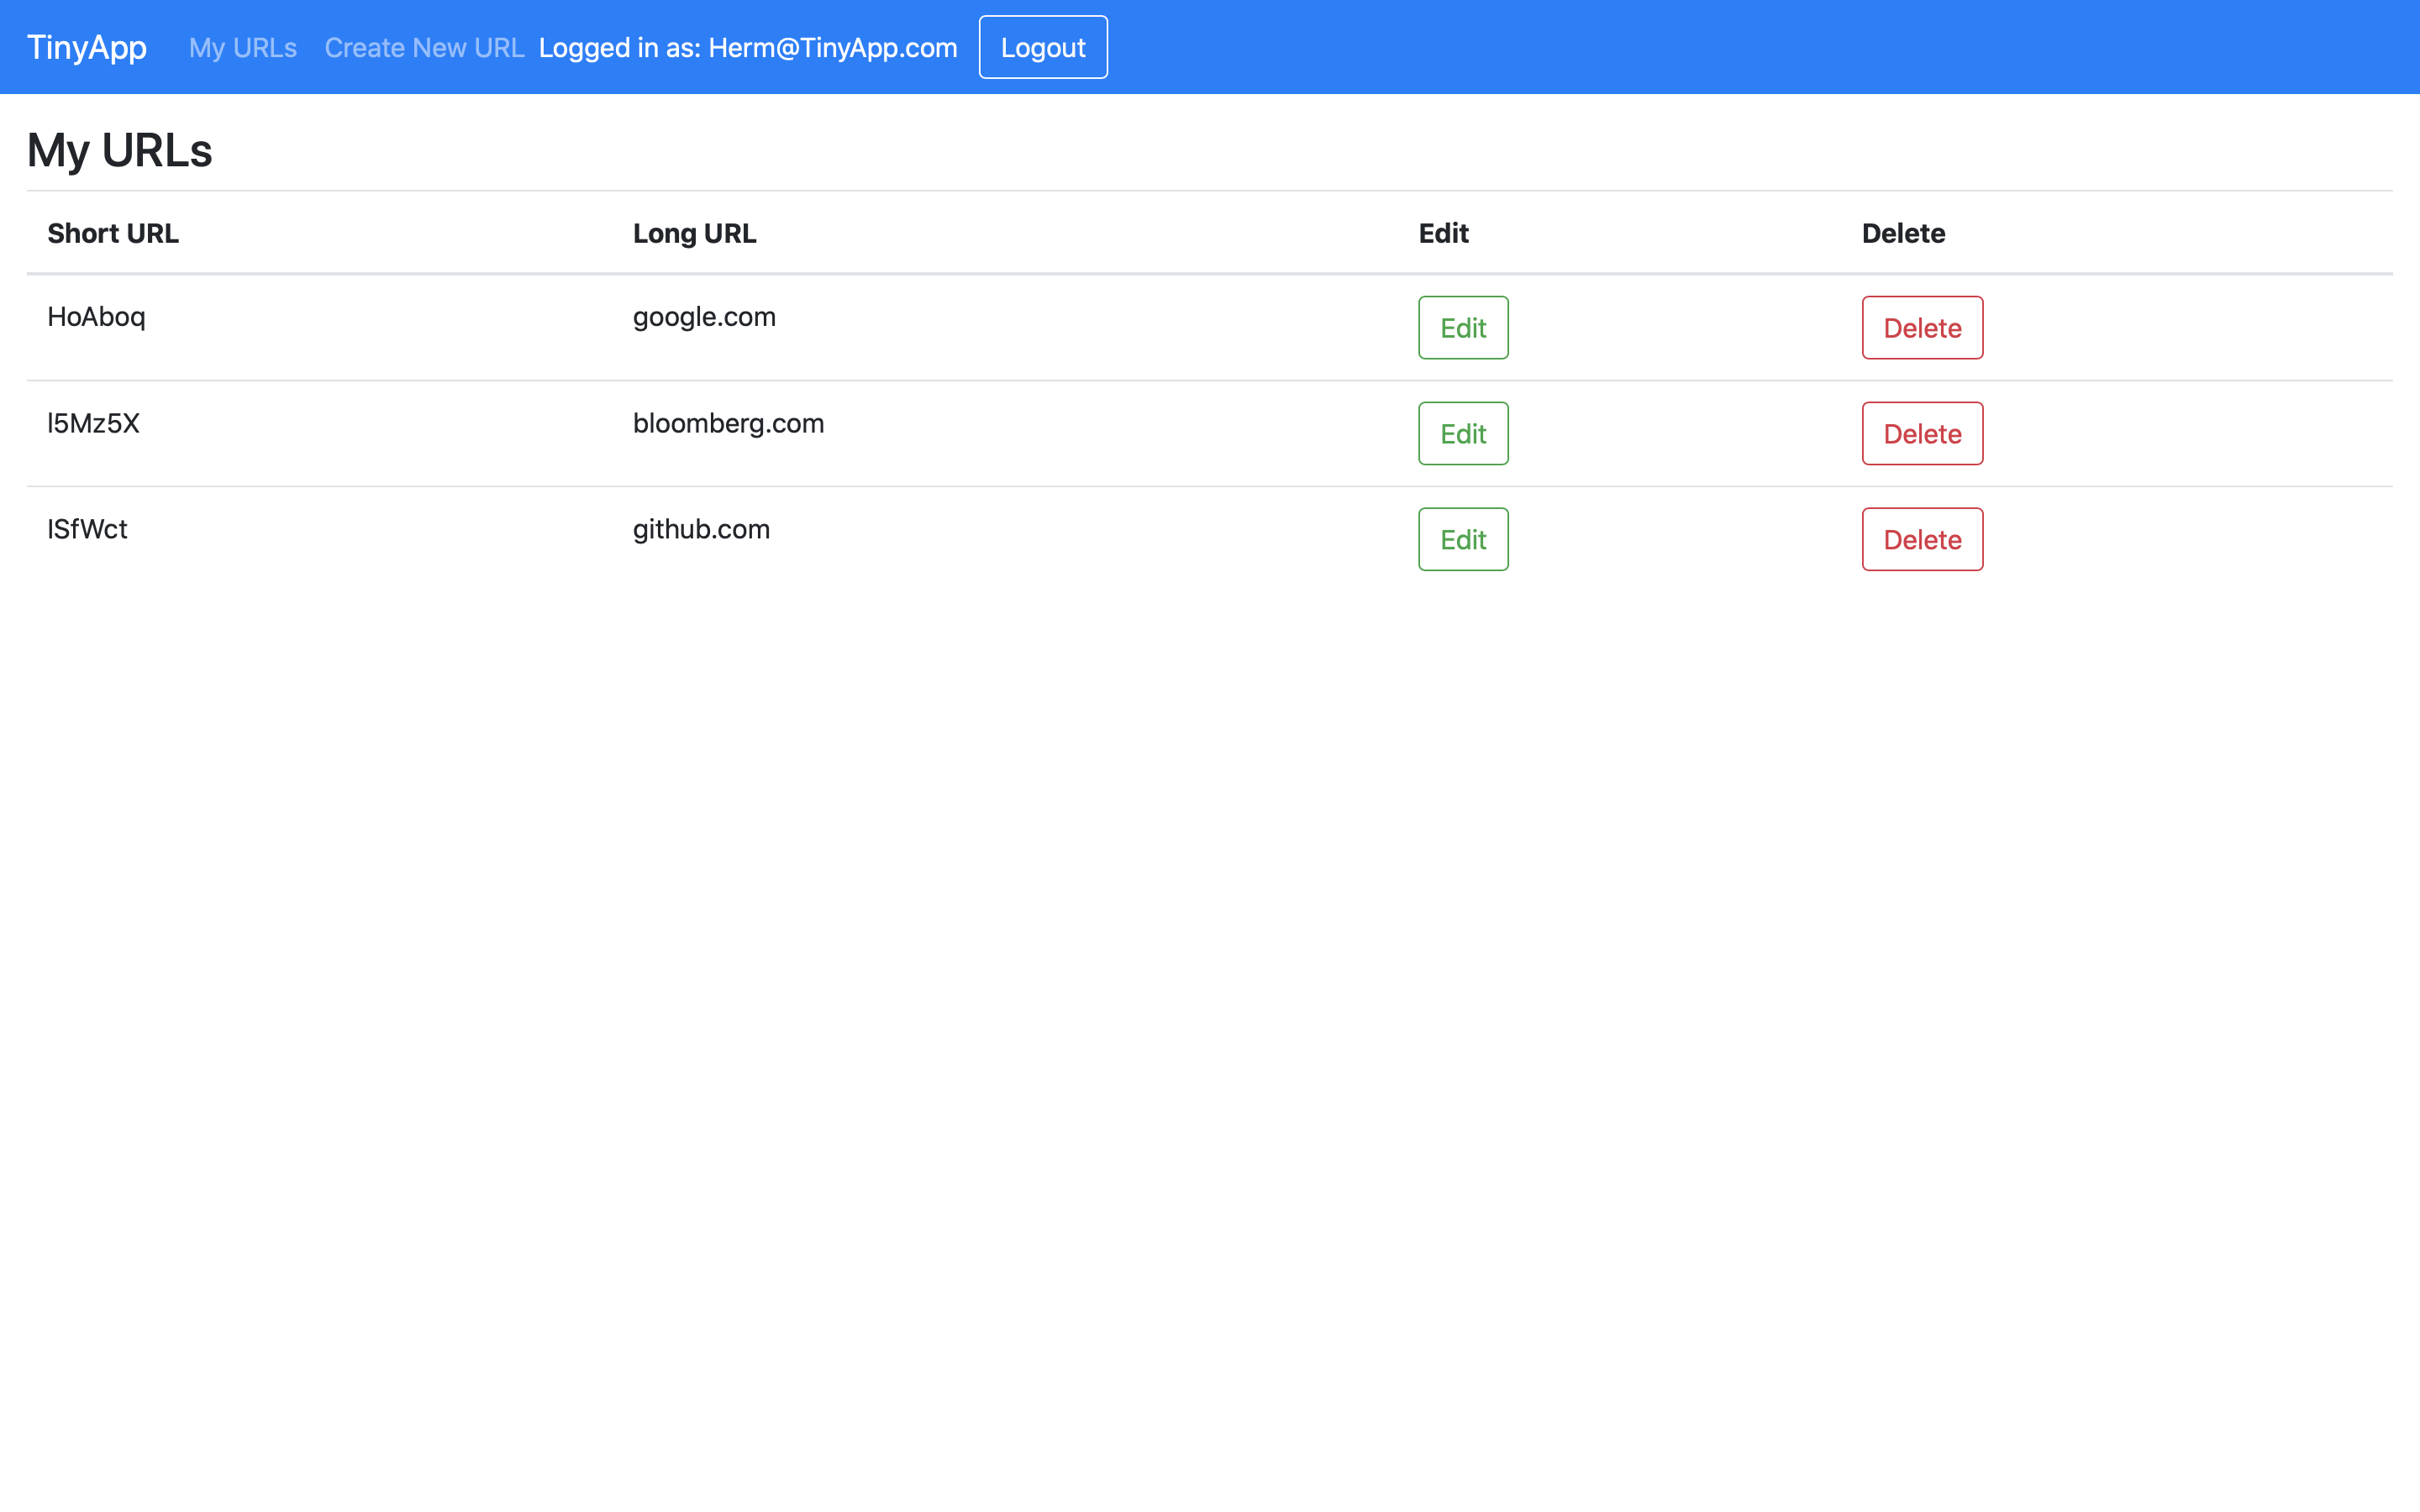 TinyApp My URLs Create New URL Logged in as: Herm@TinyApp.com Logout
My URLs
Short URL Long URL Edit Delete
HoAboq google.com Edit Delete
l5Mz5X bloomberg.com Edit Delete
ISfWct github.com Edit Delete